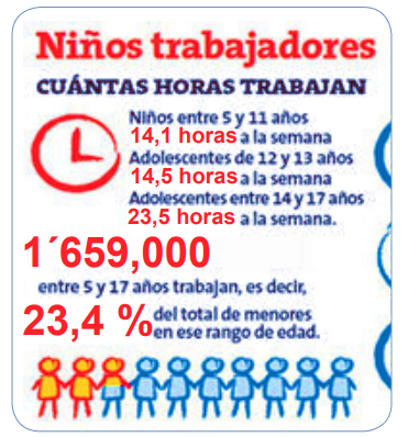 Niños trabajadores
CUÁNTAS HORAS TRABAJAN
Niños entre 5 y 11 años
14,1 horas a la semana
Adolescentes de 12 y 13 años
14,5 horas a la semana
Adolescentes entre 14 y 17 años
23,5 horas a la semana.
1´659,000
entre 5 y 17 años trabajan, es decir,
23,4 % del total de menores
en ese rango de edad.